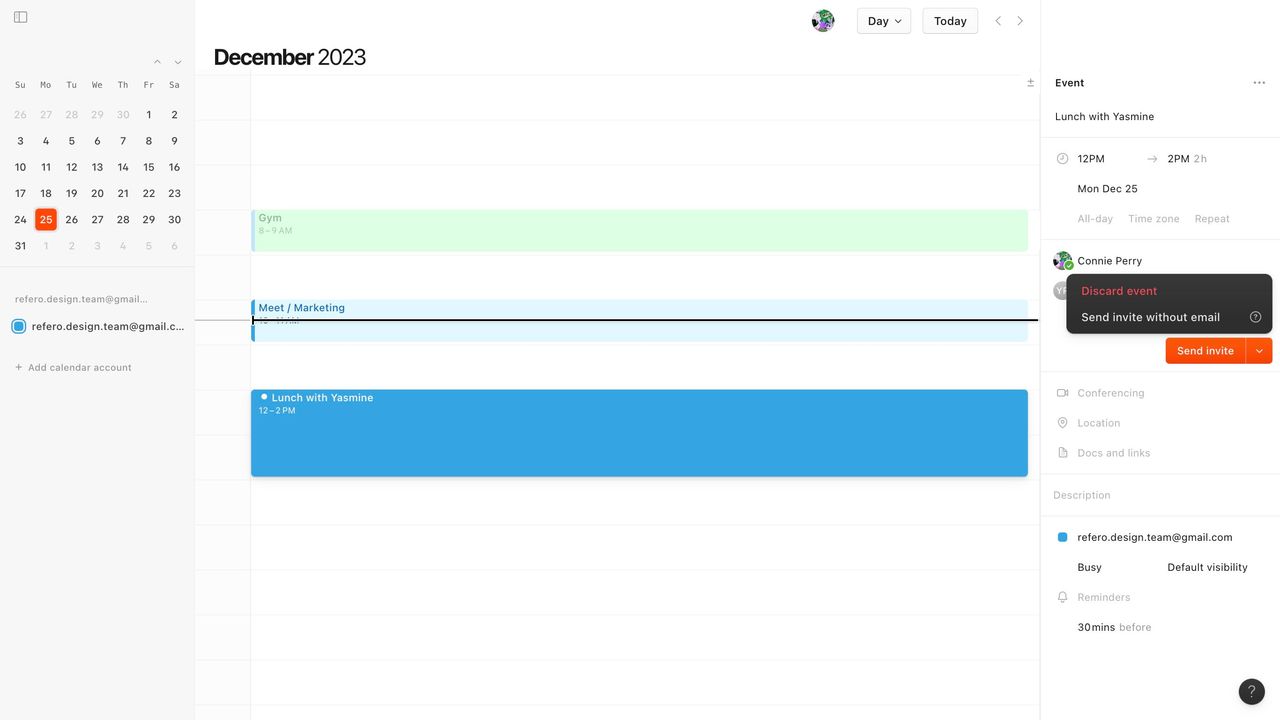 Day
Today
December 2023
Su Mo Tu We Th Fr Sa
26 27 28 29 30 1 2
3 4 5 6 7 8 9
10 11 12 13 14 15 16
17 18 19 20 21 22 23
24 25 26 27 28 29 30
31 1 2 3 4 5 6
refero.design.team@gmail...
refero.design.team@gmail.c...
+ Add calendar account
Gym
8–9 AM
Meet / Marketing
Lunch with Yasmine
12–2 PM
Event
Lunch with Yasmine
12PM → 2PM 2h
Mon Dec 25
All-day Time zone Repeat
Connie Perry
Discard event
Send invite without email
Send invite
Conferencing
Location
Docs and links
Description
refero.design.team@gmail.com
Busy Default visibility
Reminders
30mins before
?